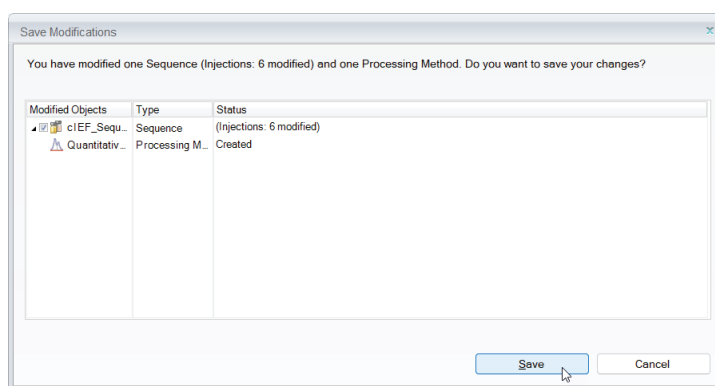 Save Modifications
You have modified one Sequence (Injections: 6 modified) and one Processing Method. Do you want to save your changes?
Modified Objects Type Status
cIEF_Sequ... Sequence (Injections: 6 modified)
Quantitativ... Processing M... Created
Save Cancel